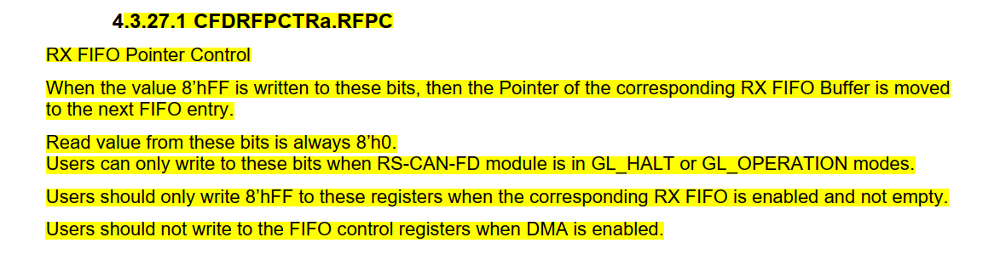 4.3.27.1 CFDRFPCTRa.RFPC
RX FIFO Pointer Control
When the value 8’hFF is written to these bits, then the Pointer of the corresponding RX FIFO Buffer is moved
to the next FIFO entry.
Read value from these bits is always 8’h0.
Users can only write to these bits when RS-CAN-FD module is in GL_HALT or GL_OPERATION modes.
Users should only write 8’hFF to these registers when the corresponding RX FIFO is enabled and not empty.
Users should not write to the FIFO control registers when DMA is enabled.